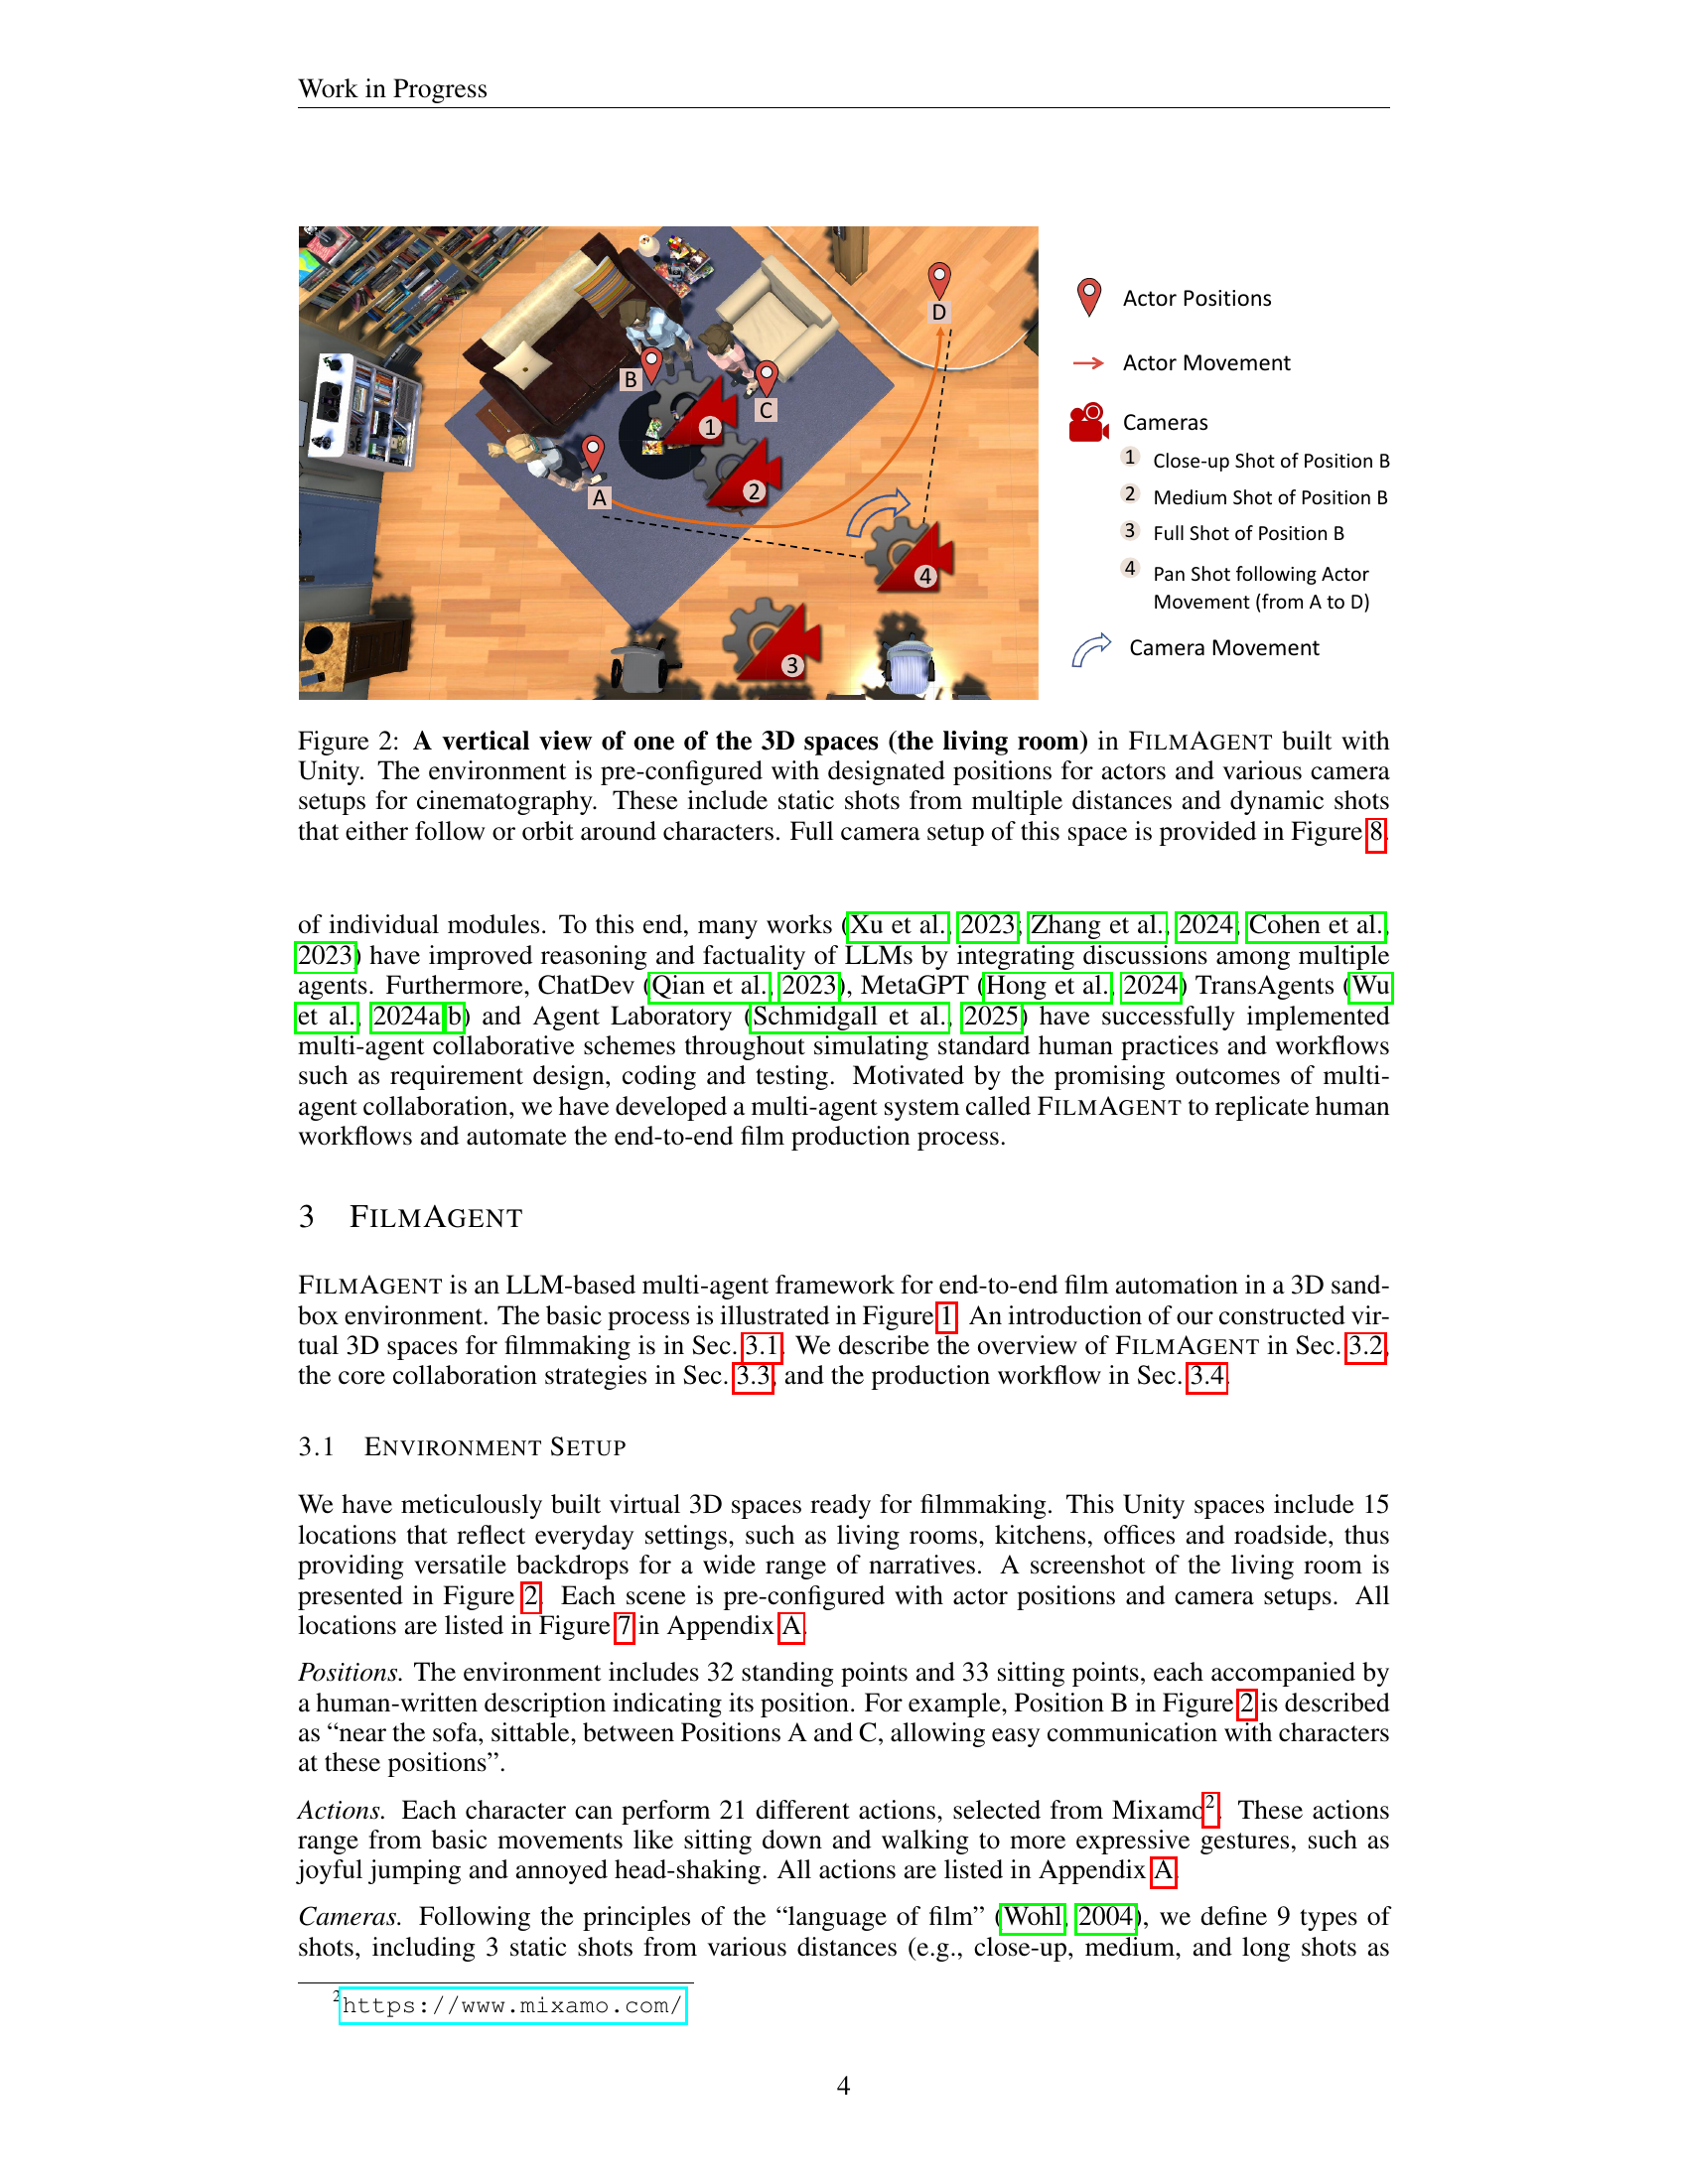 Work in Progress
A
B
C
D
1
2
3
4
Actor Positions
Actor Movement
Cameras
1 Close-up Shot of Position B
2 Medium Shot of Position B
3 Full Shot of Position B
4 Pan Shot following Actor
Movement (from A to D)
Camera Movement
Figure 2: A vertical view of one of the 3D spaces (the living room) in FILMAGENT built with
Unity. The environment is pre-configured with designated positions for actors and various camera
setups for cinematography. These include static shots from multiple distances and dynamic shots
that either follow or orbit around characters. Full camera setup of this space is provided in Figure 8.
of individual modules. To this end, many works (Xu et al., 2023; Zhang et al., 2024; Cohen et al.,
2023) have improved reasoning and factuality of LLMs by integrating discussions among multiple
agents. Furthermore, ChatDev (Qian et al., 2023), MetaGPT (Hong et al., 2024) TransAgents (Wu
et al., 2024a;b) and Agent Laboratory (Schmidgall et al., 2025) have successfully implemented
multi-agent collaborative schemes throughout simulating standard human practices and workflows
such as requirement design, coding and testing. Motivated by the promising outcomes of multi-
agent collaboration, we have developed a multi-agent system called FILMAGENT to replicate human
workflows and automate the end-to-end film production process.
3 FILMAGENT
FILMAGENT is an LLM-based multi-agent framework for end-to-end film automation in a 3D sand-
box environment. The basic process is illustrated in Figure 1. An introduction of our constructed vir-
tual 3D spaces for filmmaking is in Sec. 3.1. We describe the overview of FILMAGENT in Sec. 3.2,
the core collaboration strategies in Sec. 3.3, and the production workflow in Sec. 3.4.
3.1 ENVIRONMENT SETUP
We have meticulously built virtual 3D spaces ready for filmmaking. This Unity spaces include 15
locations that reflect everyday settings, such as living rooms, kitchens, offices and roadside, thus
providing versatile backdrops for a wide range of narratives. A screenshot of the living room is
presented in Figure 2. Each scene is pre-configured with actor positions and camera setups. All
locations are listed in Figure 7 in Appendix A.
Positions. The environment includes 32 standing points and 33 sitting points, each accompanied by
a human-written description indicating its position. For example, Position B in Figure 2 is described
as “near the sofa, sittable, between Positions A and C, allowing easy communication with characters
at these positions”.
Actions. Each character can perform 21 different actions, selected from Mixamo2. These actions
range from basic movements like sitting down and walking to more expressive gestures, such as
joyful jumping and annoyed head-shaking. All actions are listed in Appendix A.
Cameras. Following the principles of the “language of film” (Wohl, 2004), we define 9 types of
shots, including 3 static shots from various distances (e.g., close-up, medium, and long shots as
2https://www.mixamo.com/
4